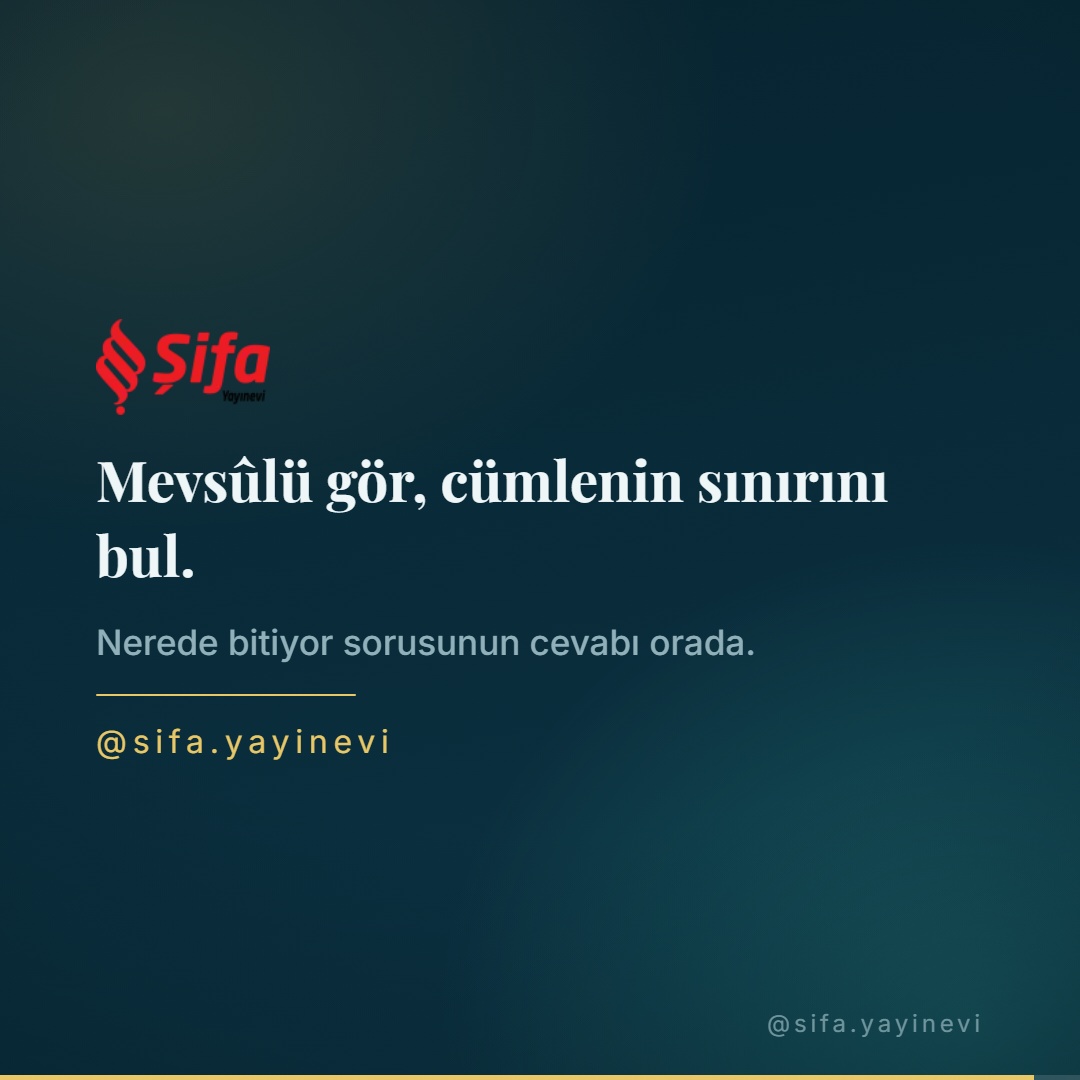 Şifa
Yayınevi
Mevsûlü gör, cümlenin sınırını
bul.
Nerede bitiyor sorusunun cevabı orada.
@sifa.yayinevi
@sifa.yayinevi